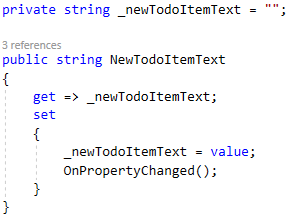 private string _newTodoItemText = "";
3 references
public string NewTodoItemText
{
get => _newTodoItemText;
set
{
_newTodoItemText = value;
OnPropertyChanged();
}
}